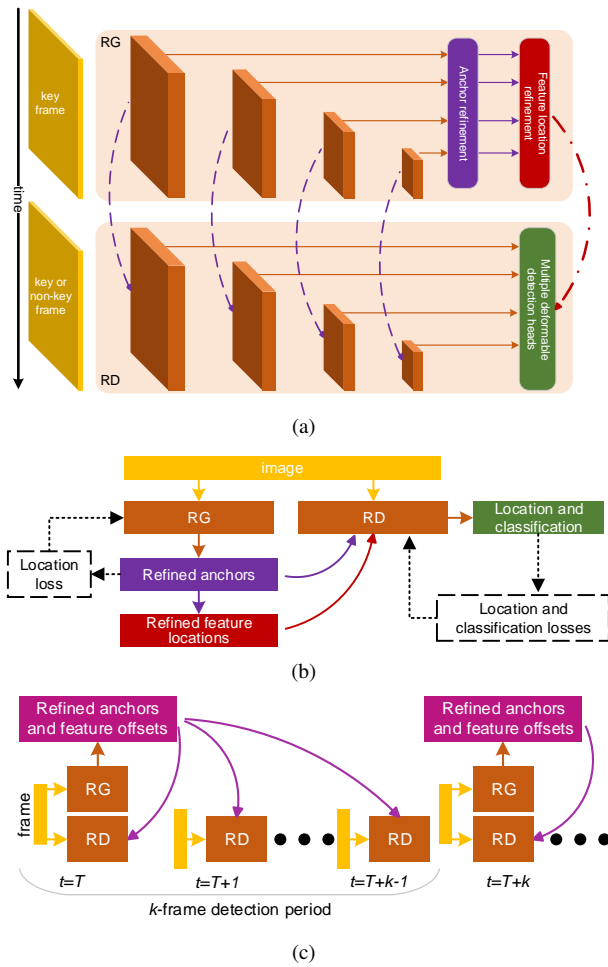 RG
key
frame
Anchor refinement
Feature location
refinement
time
key or
non-key
frame
Multiple deformable
detection heads
RD
(a)
image
RG
RD
Location and
classification
Location
loss
Refined anchors
Refined feature
locations
Location and
classification losses
(b)
Refined anchors
and feature offsets
Refined anchors
and feature offsets
frame
RG
RD
RD
RD
RG
RD
t=T
t=T+1
t=T+k-1
t=T+k
k-frame detection period
(c)